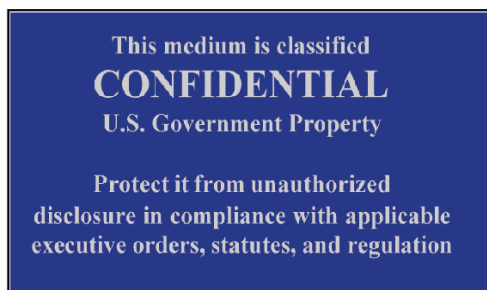 This medium is classified
CONFIDENTIAL
U.S. Government Property
Protect it from unauthorized
disclosure in compliance with applicable
executive orders, statutes, and regulation